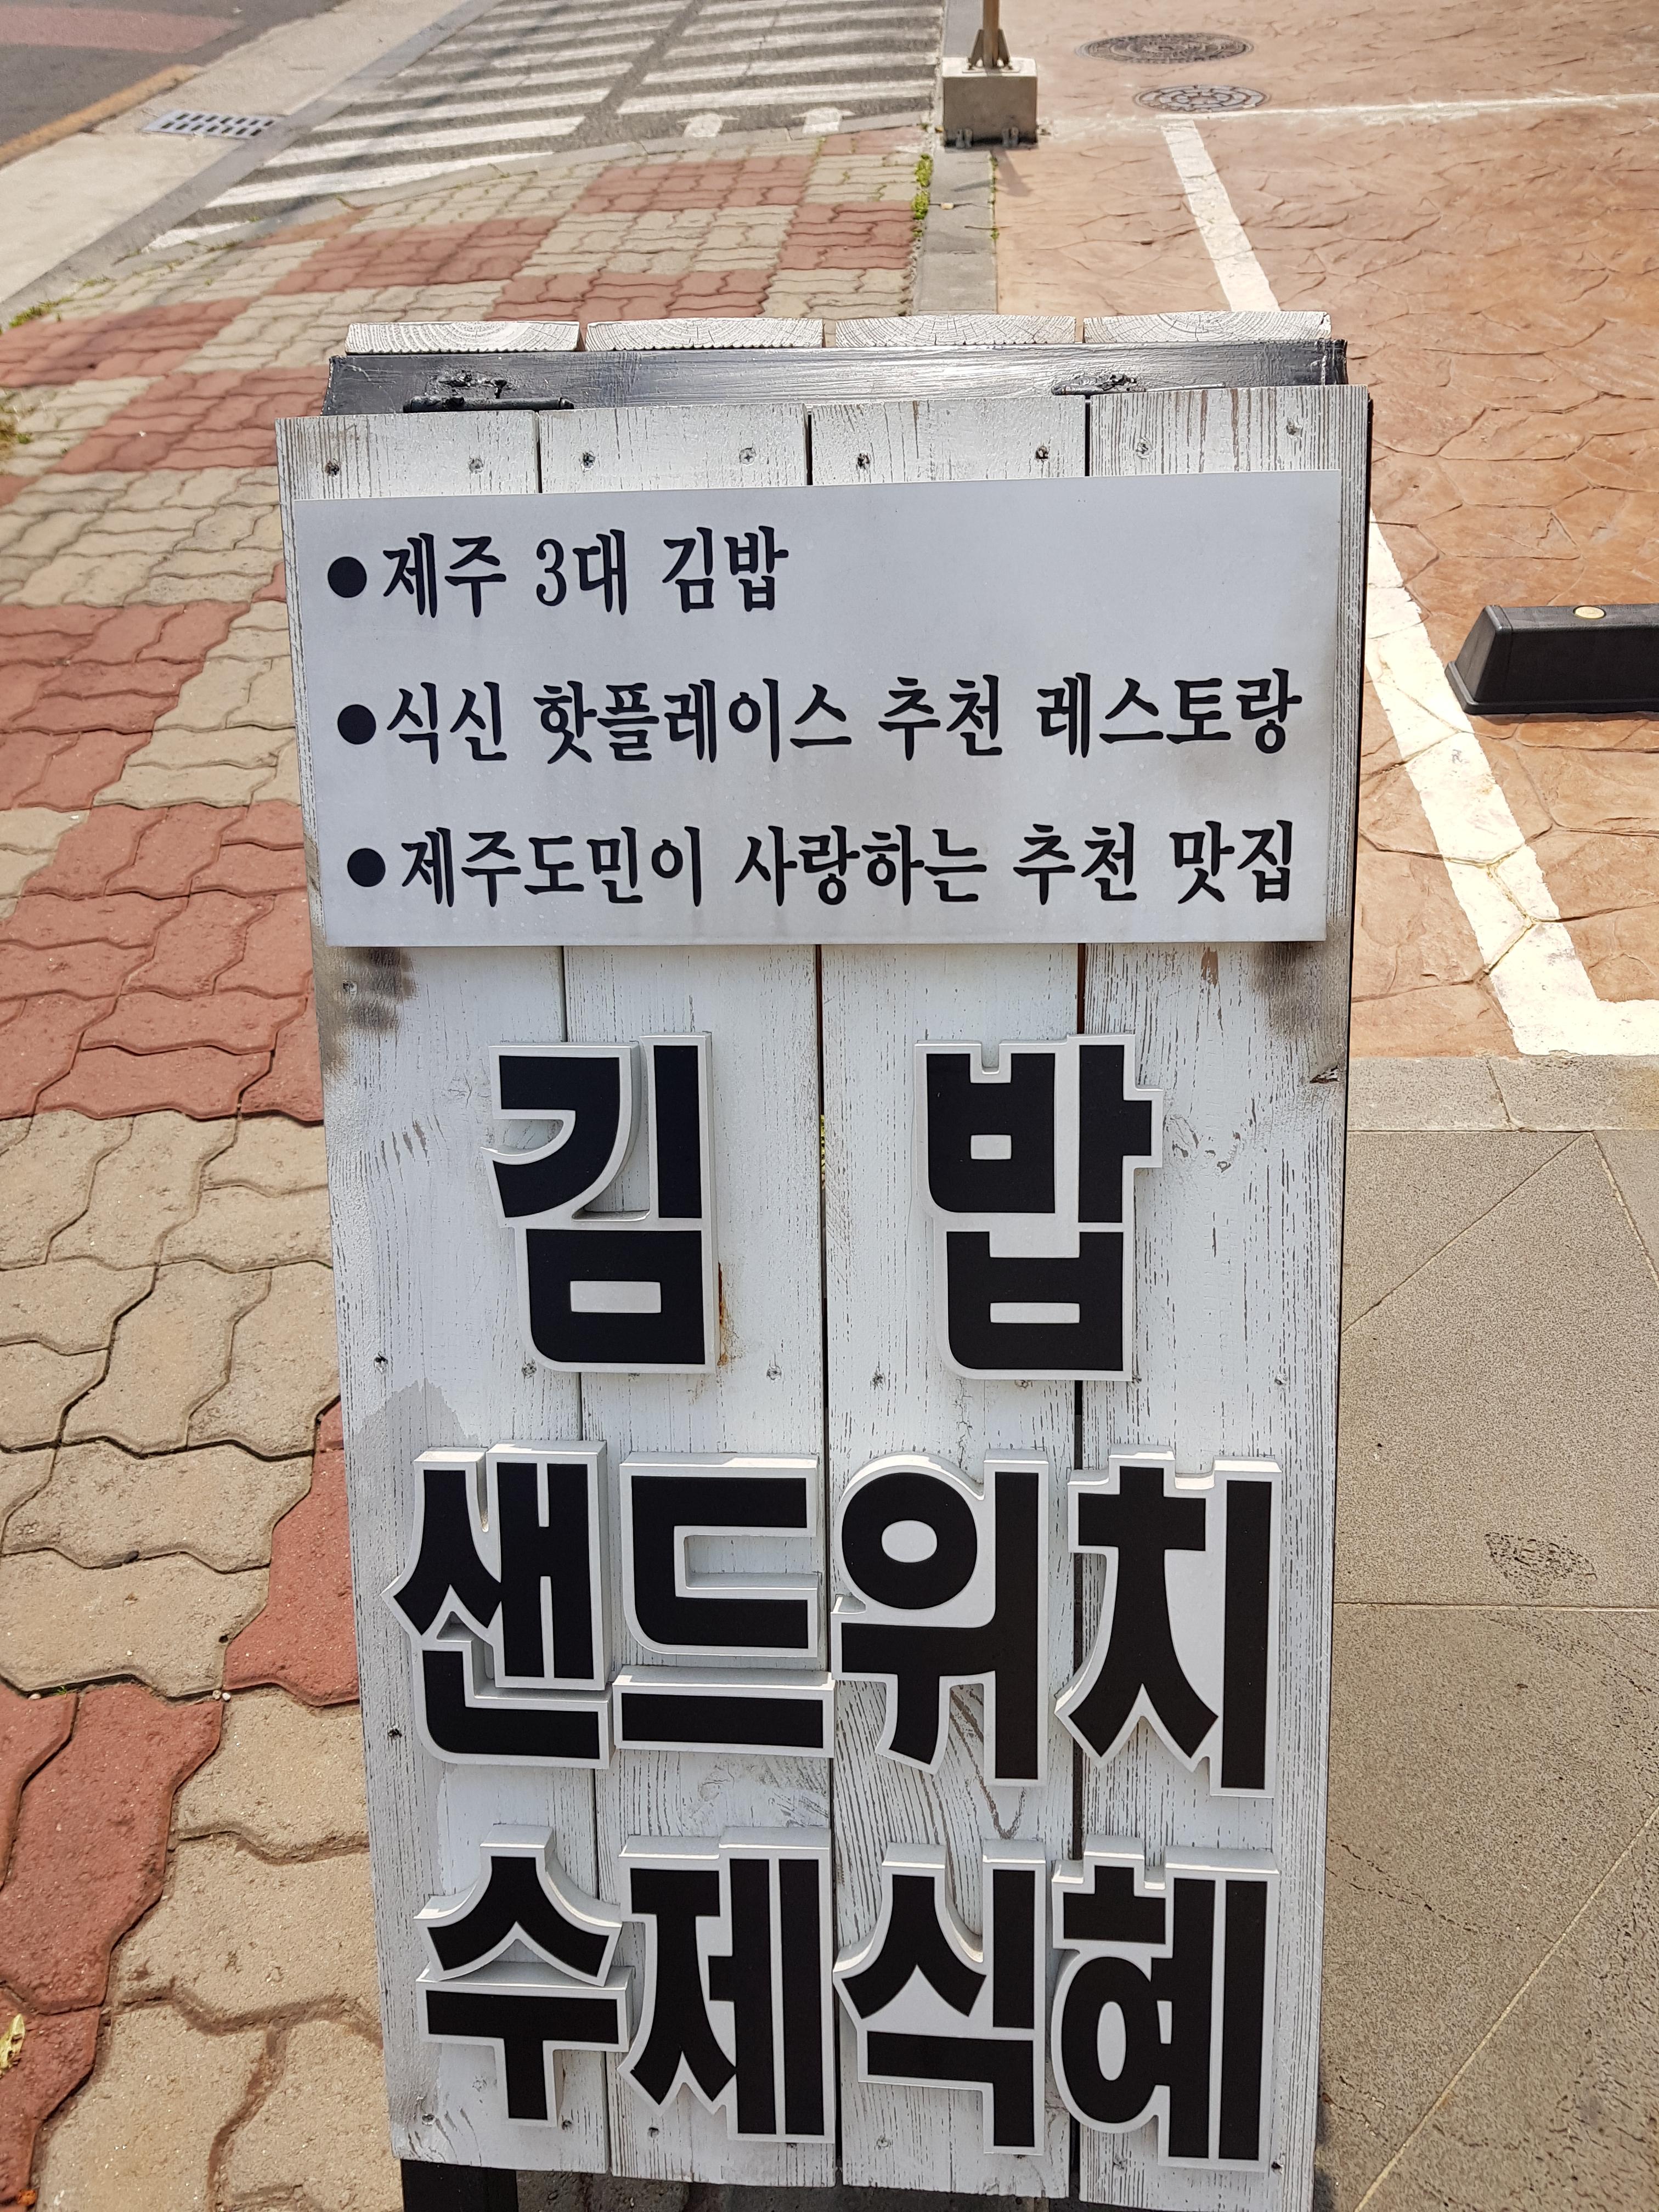 ●제주 3대 김밥
●식신 핫플레이스 추천 레스토랑
●제주도민이 사랑하는 추천 맛집
김 밥
샌드위치
수제식혜